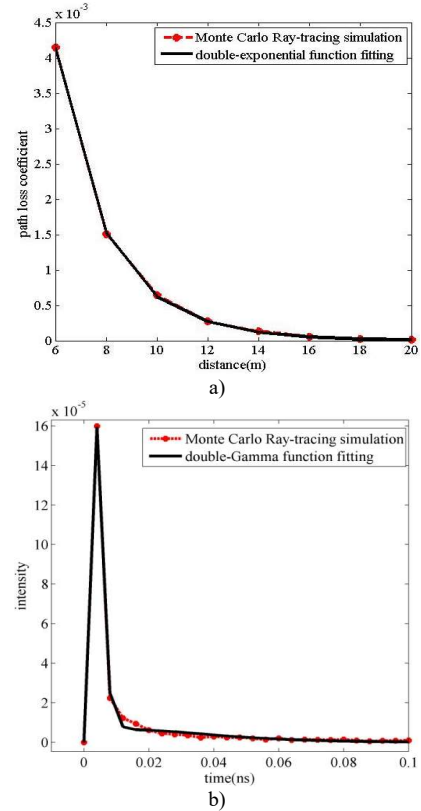 x 10⁻³
4.5
4
3.5
3
2.5
2
1.5
1
0.5
0
path loss coefficient
Monte Carlo Ray-tracing simulation
double-exponential function fitting
6 8 10 12 14 16 18 20
distance(m)
a)
x 10⁻⁵
16
14
12
10
8
6
4
2
0
intensity
Monte Carlo Ray-tracing simulation
double-Gamma function fitting
0 0.02 0.04 0.06 0.08 0.1
time(ns)
b)